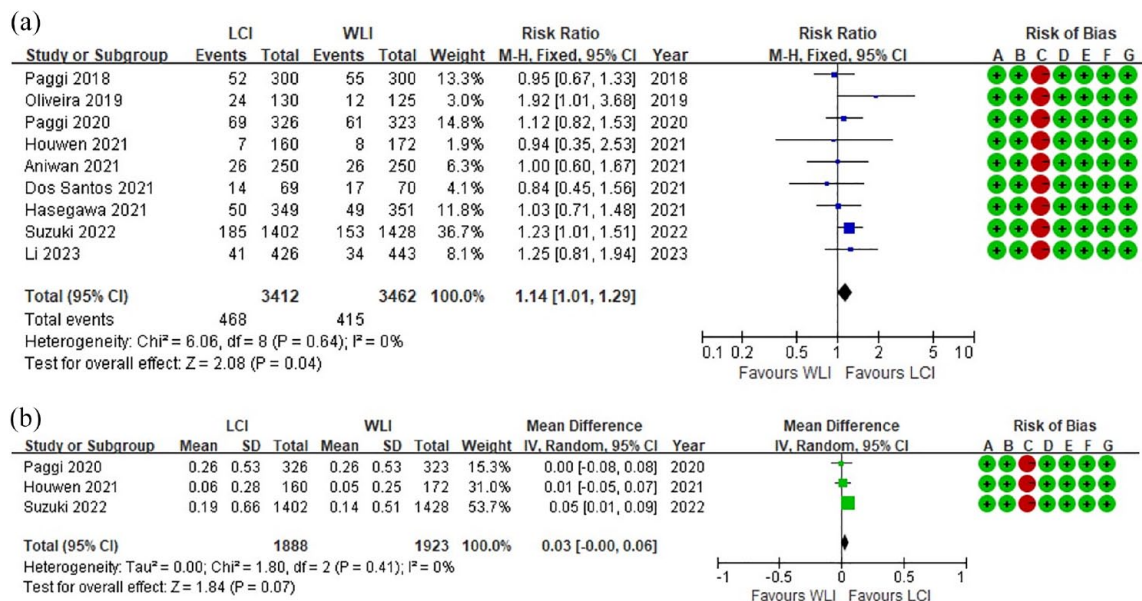 (a)
LCI WLI Risk Ratio Risk Ratio Risk of Bias
Study or Subgroup Events Total Events Total Weight M-H, Fixed, 95% CI Year M-H, Fixed, 95% CI A B C D E F G
Paggi 2018 52 300 55 300 13.3% 0.95 [0.67, 1.33] 2018 + + - + + + +
Oliveira 2019 24 130 12 125 3.0% 1.92 [1.01, 3.68] 2019 + + - + + + +
Paggi 2020 69 326 61 323 14.8% 1.12 [0.82, 1.53] 2020 + + - + + + +
Houwen 2021 7 160 8 172 1.9% 0.94 [0.35, 2.53] 2021 + + - + + + +
Aniwan 2021 26 250 26 250 6.3% 1.00 [0.60, 1.67] 2021 + + - + + + +
Dos Santos 2021 14 69 17 70 4.1% 0.84 [0.45, 1.56] 2021 + + - + + + +
Hasegawa 2021 50 349 49 351 11.8% 1.03 [0.71, 1.48] 2021 + + - + + + +
Suzuki 2022 185 1402 153 1428 36.7% 1.23 [1.01, 1.51] 2022 + + - + + + +
Li 2023 41 426 34 443 8.1% 1.25 [0.81, 1.94] 2023 + + - + + + +
Total (95% CI) 3412 3462 100.0% 1.14 [1.01, 1.29]
Total events 468 415
Heterogeneity: Chi² = 6.06, df = 8 (P = 0.64); I² = 0%
Test for overall effect: Z = 2.08 (P = 0.04)
0.1 0.2 0.5 1 2 5 10
Favours WLI Favours LCI
(b)
LCI WLI Mean Difference Mean Difference Risk of Bias
Study or Subgroup Mean SD Total Mean SD Total Weight IV, Random, 95% CI Year IV, Random, 95% CI A B C D E F G
Paggi 2020 0.26 0.53 326 0.26 0.53 323 15.3% 0.00 [-0.08, 0.08] 2020 + + - + + + +
Houwen 2021 0.06 0.28 160 0.05 0.25 172 31.0% 0.01 [-0.05, 0.07] 2021 + + - + + + +
Suzuki 2022 0.19 0.66 1402 0.14 0.51 1428 53.7% 0.05 [0.01, 0.09] 2022 + + - + + + +
Total (95% CI) 1888 1923 100.0% 0.03 [-0.00, 0.06]
Heterogeneity: Tau² = 0.00; Chi² = 1.80, df = 2 (P = 0.41); I² = 0%
Test for overall effect: Z = 1.84 (P = 0.07)
-1 -0.5 0 0.5 1
Favours WLI Favours LCI